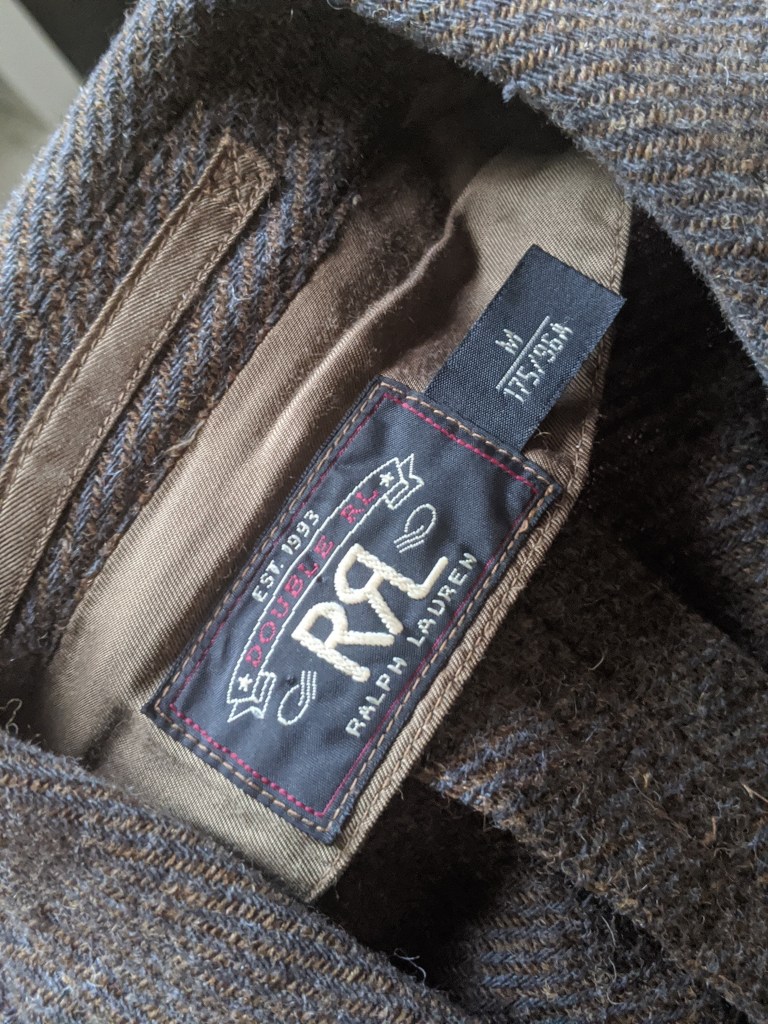 M
175/96A
EST. 1993
DOUBLE RL
RRL
RALPH LAUREN